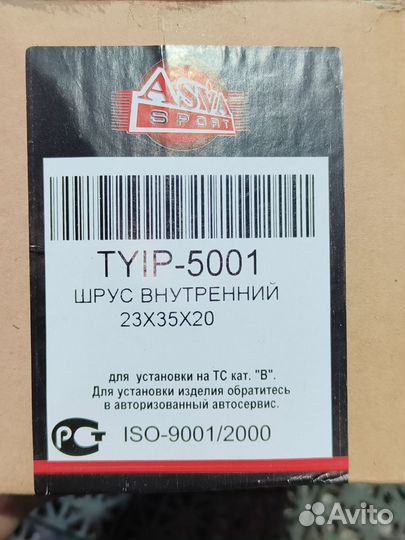 ASVA
SPORT
TYIP-5001
ШРУС ВНУТРЕННИЙ
23X35X20
для установки на ТС кат. "В".
Для установки изделия обратитесь
в авторизованный автосервис.
РСТ ISO-9001/2000
Avito